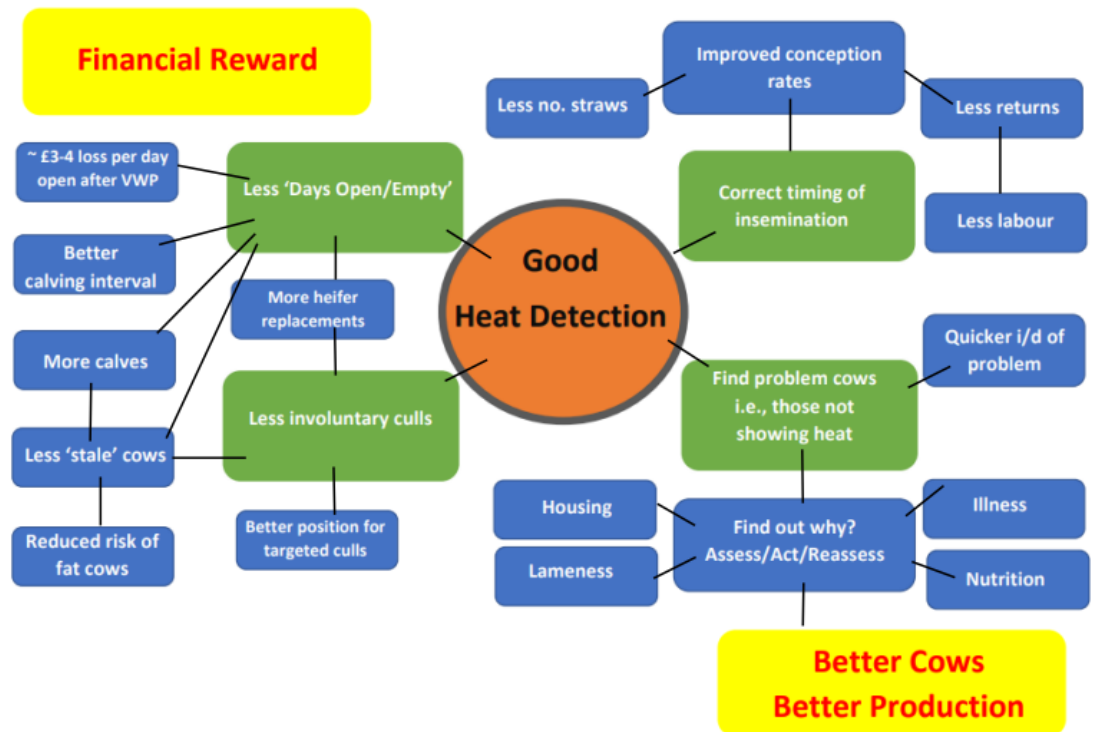 Financial Reward
Improved conception
rates
Less no. straws
Less returns
~ £3-4 loss per day
open after VWP
Less 'Days Open/Empty'
Correct timing of
insemination
Less labour
Better
calving interval
Good
Heat Detection
More heifer
replacements
More calves
Quicker i/d of
problem
Find problem cows
i.e., those not
showing heat
Less involuntary culls
Less 'stale' cows
Housing
Illness
Better position for
targeted culls
Find out why?
Assess/Act/Reassess
Reduced risk of
fat cows
Lameness
Nutrition
Better Cows
Better Production